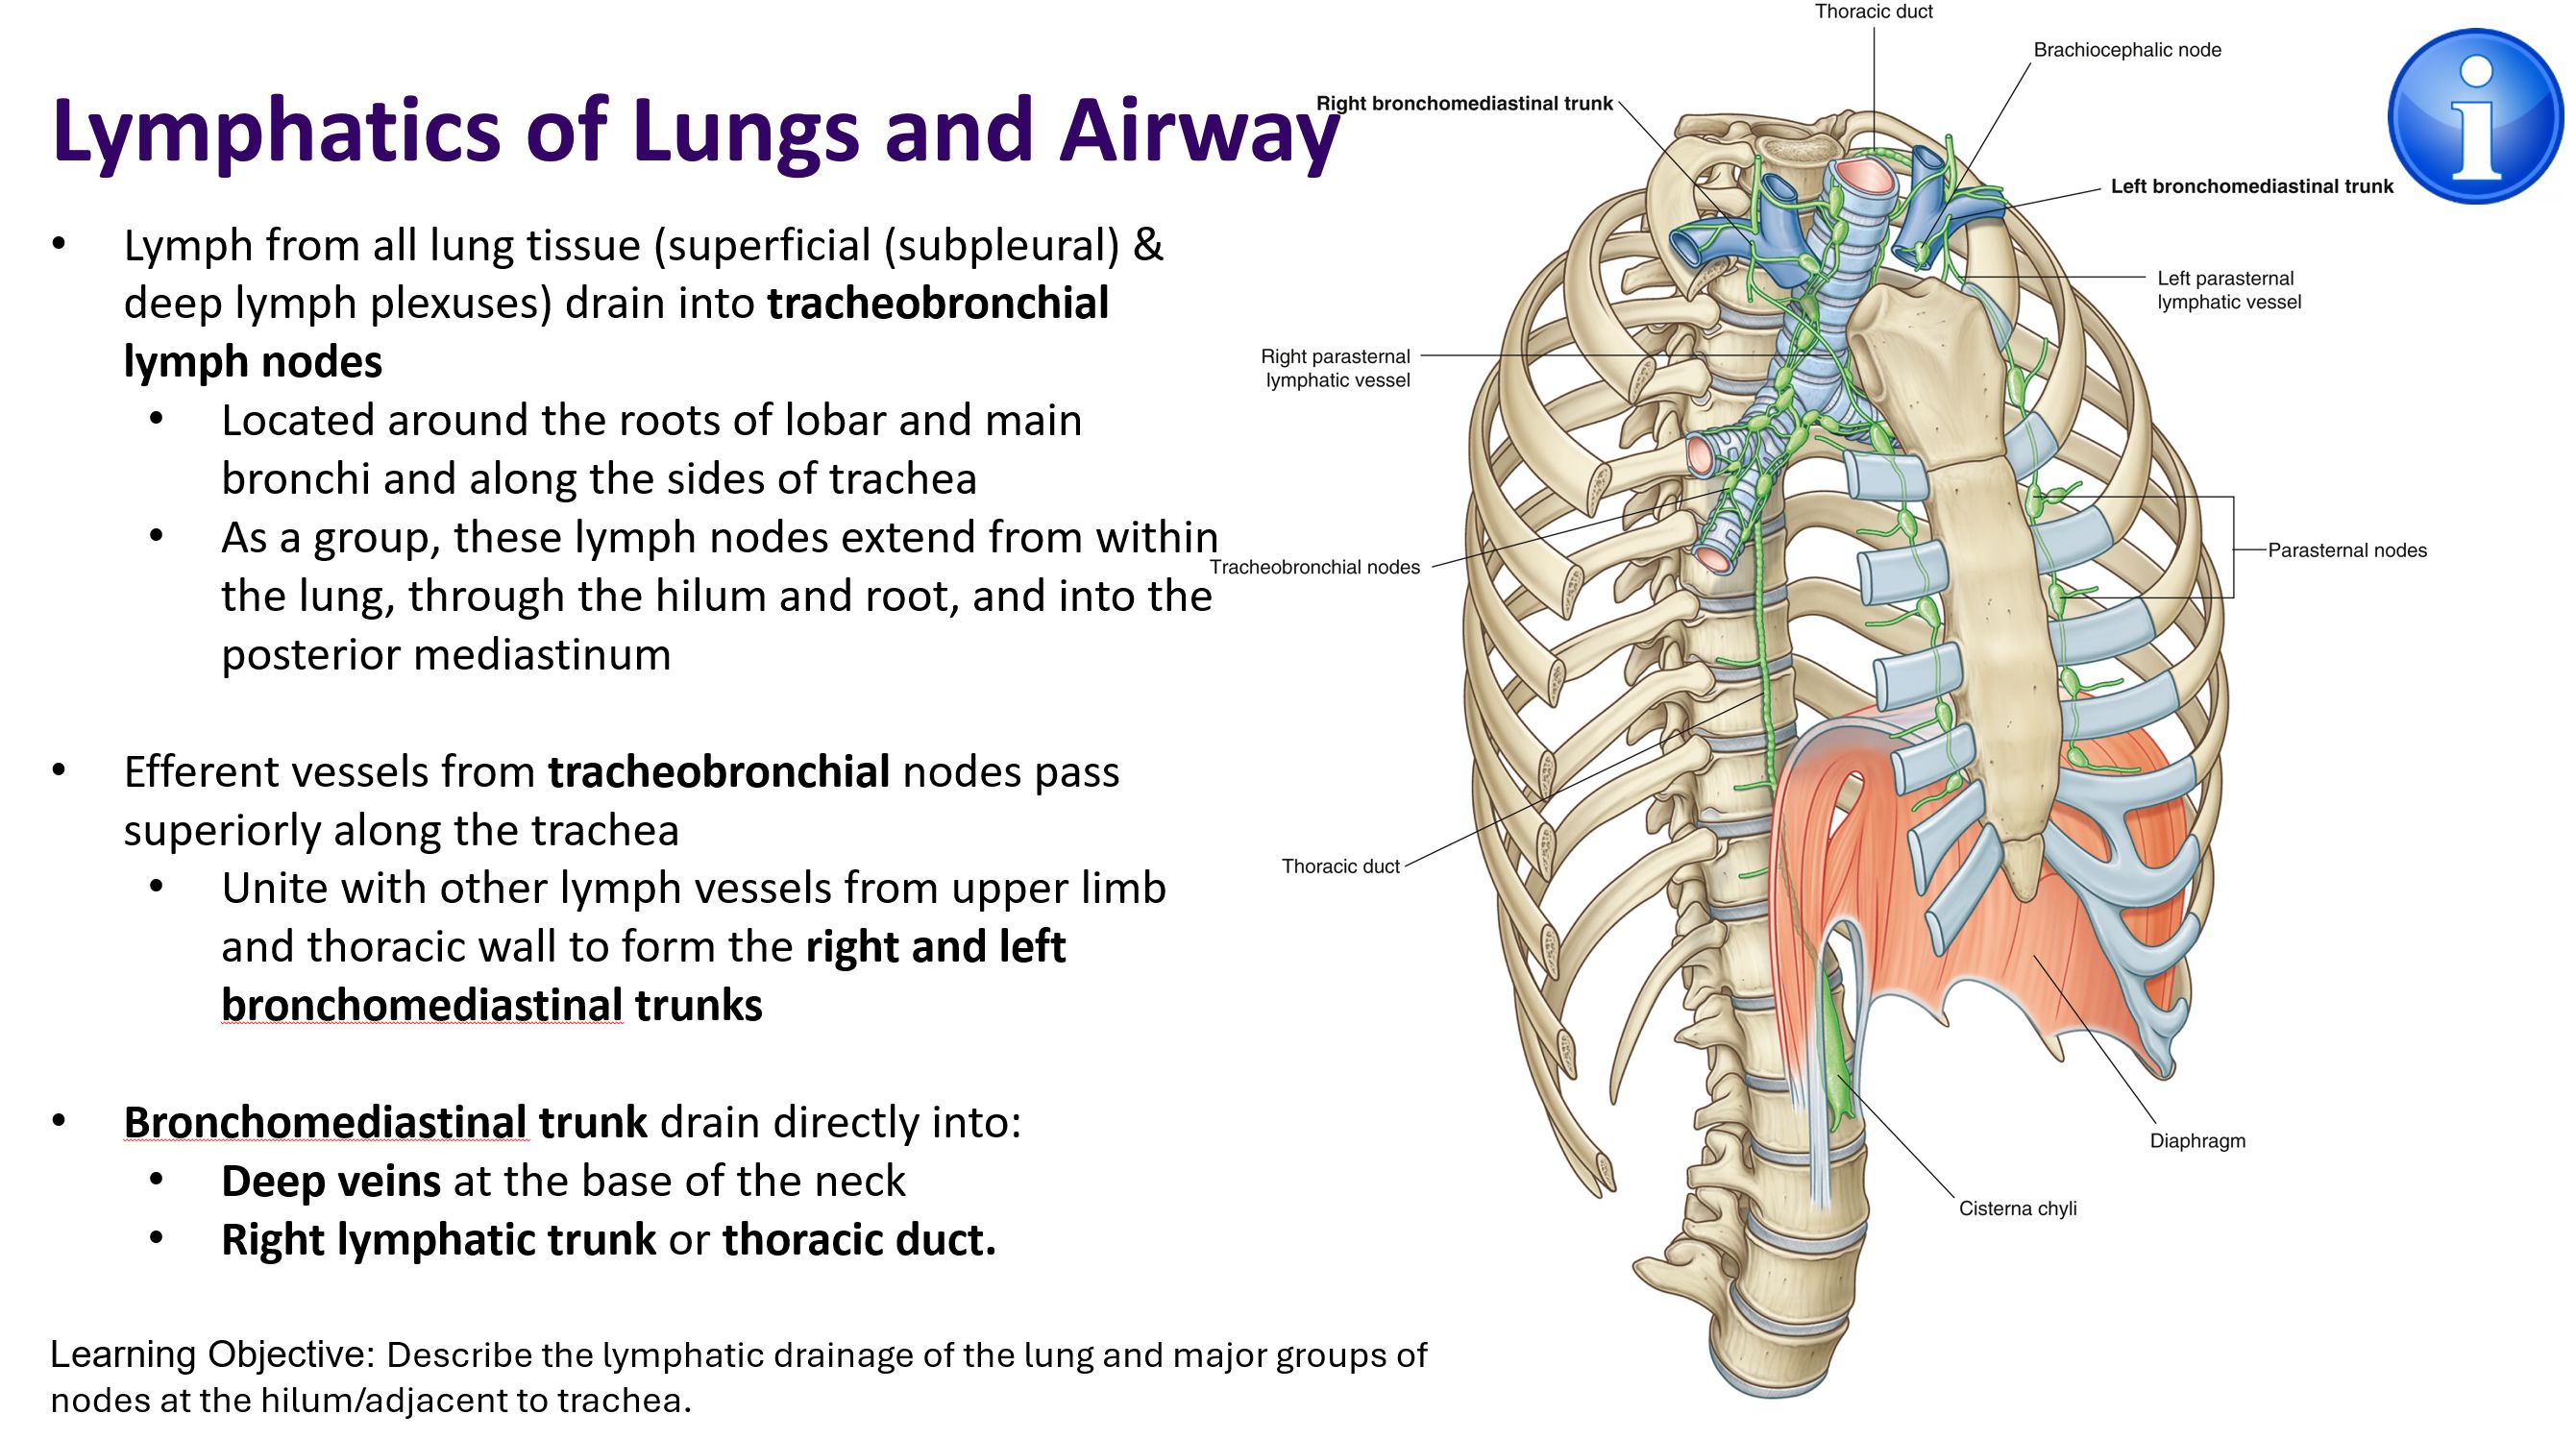 Lymphatics of Lungs and Airway
• Lymph from all lung tissue (superficial (subpleural) &
deep lymph plexuses) drain into tracheobronchial
lymph nodes
• Located around the roots of lobar and main
bronchi and along the sides of trachea
• As a group, these lymph nodes extend from within
the lung, through the hilum and root, and into the
posterior mediastinum
• Efferent vessels from tracheobronchial nodes pass
superiorly along the trachea
• Unite with other lymph vessels from upper limb
and thoracic wall to form the right and left
bronchomediastinal trunks
• Bronchomediastinal trunk drain directly into:
• Deep veins at the base of the neck
• Right lymphatic trunk or thoracic duct.
Learning Objective: Describe the lymphatic drainage of the lung and major groups of
nodes at the hilum/adjacent to trachea.
Thoracic duct
Brachiocephalic node
Right bronchomediastinal trunk
Left bronchomediastinal trunk
Left parasternal
lymphatic vessel
Right parasternal
lymphatic vessel
Parasternal nodes
Tracheobronchial nodes
Thoracic duct
Diaphragm
Cisterna chyli
i